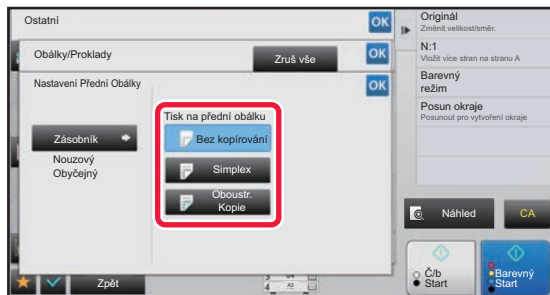 Ostatní
OK
Obálky/Proklady
Zruš vše
OK
Nastavení Přední Obálky
OK
Tisk na přední obálku
Zásobník
Nouzový
Obyčejný
Bez kopírování
Simplex
Oboustr.
Kopie
Zpět
4 A3
Originál
Změnit velikost/směr.
N:1
Vložit více stran na stranu A
Barevný
režim
Posun okraje
Posunout pro vytvoření okraje
Náhled
CA
Č/b
Start
Barevný
Start